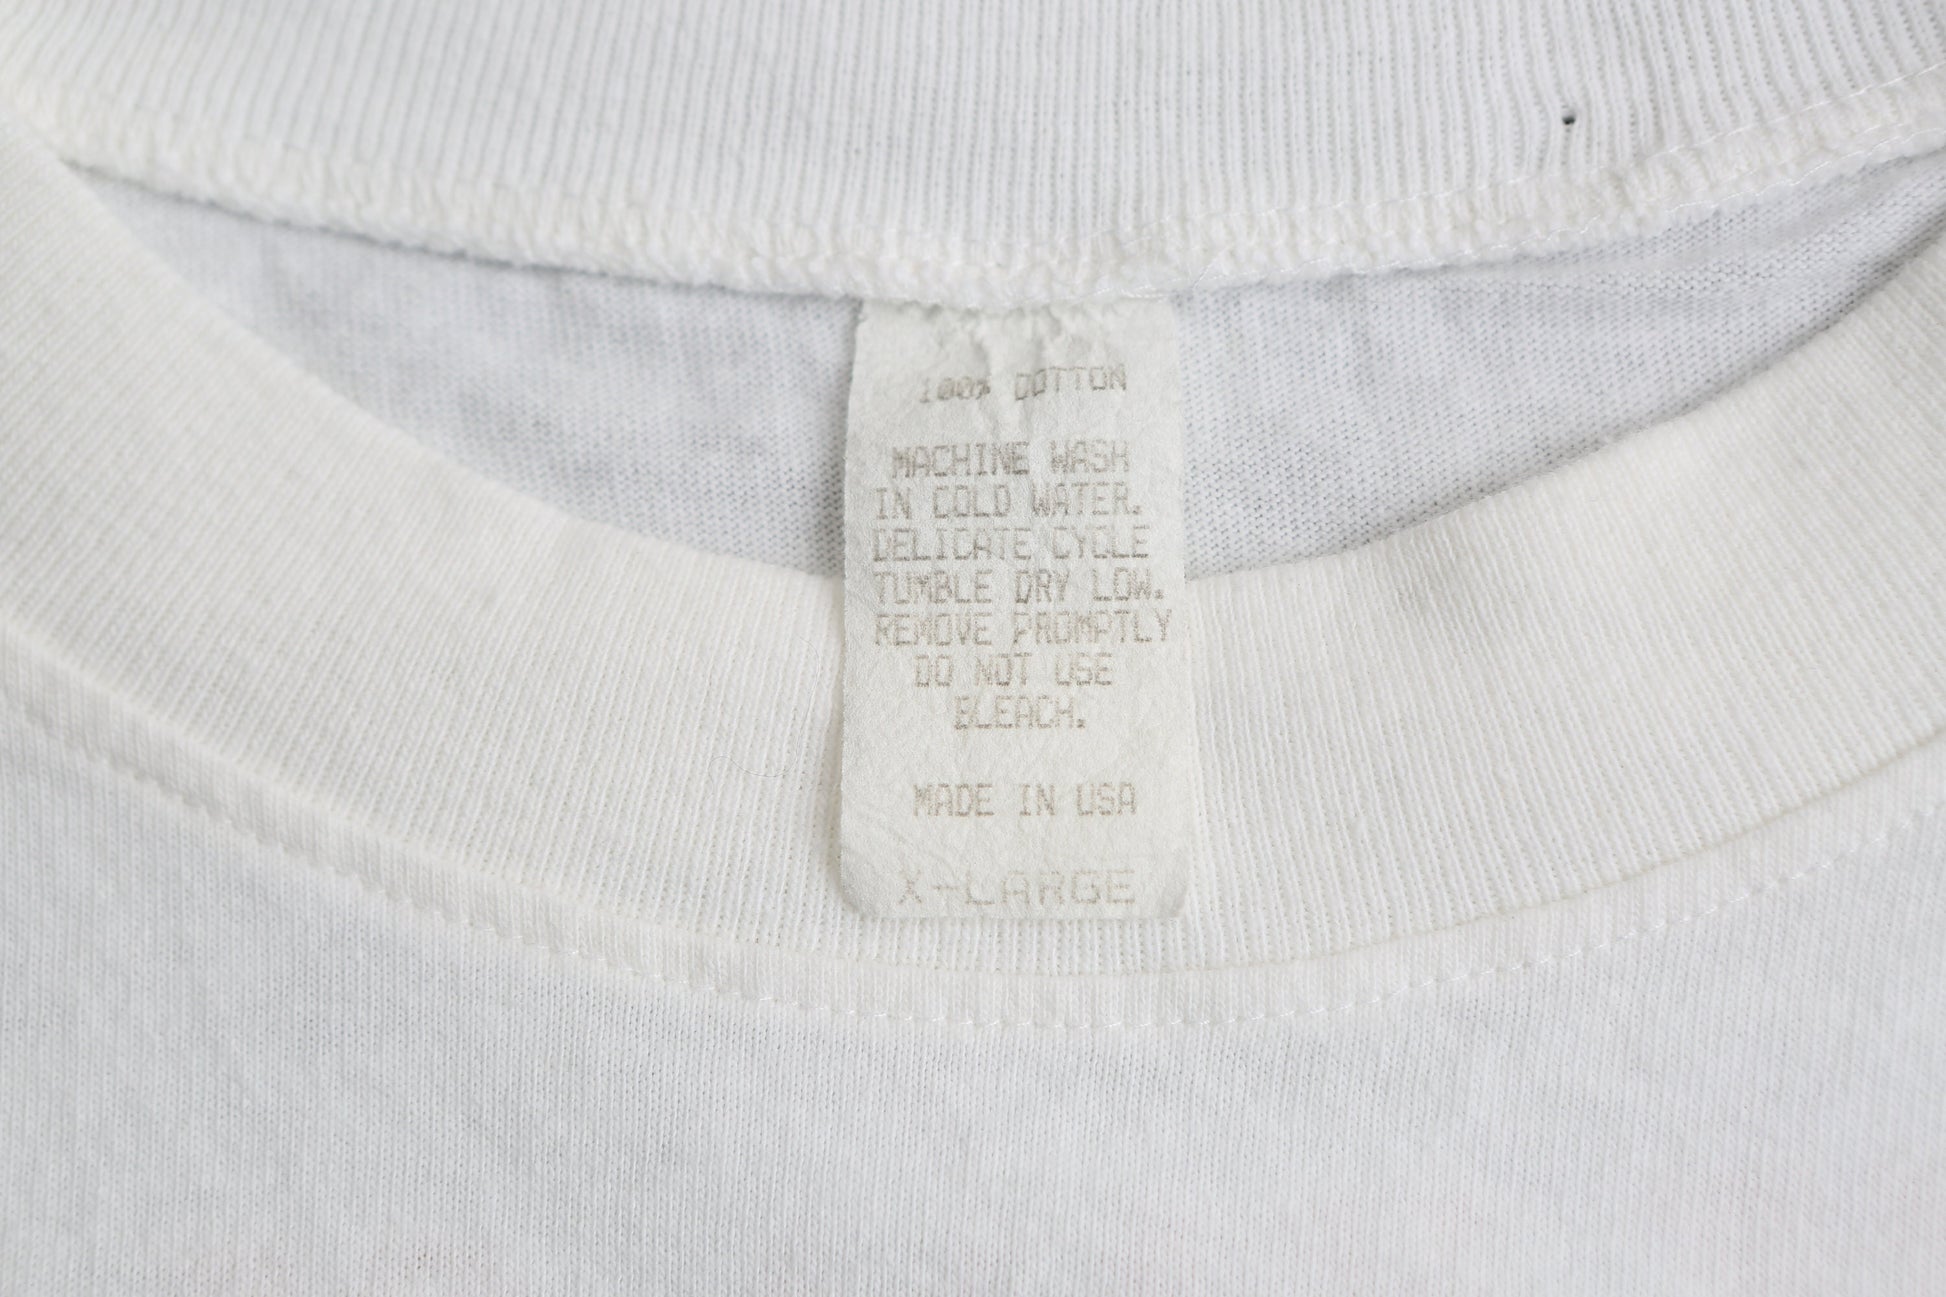 100% COTTON
MACHINE WASH
IN COLD WATER.
DELICATE CYCLE
TUMBLE DRY LOW.
REMOVE PROMPTLY
DO NOT USE
BLEACH.
MADE IN USA
X-LARGE